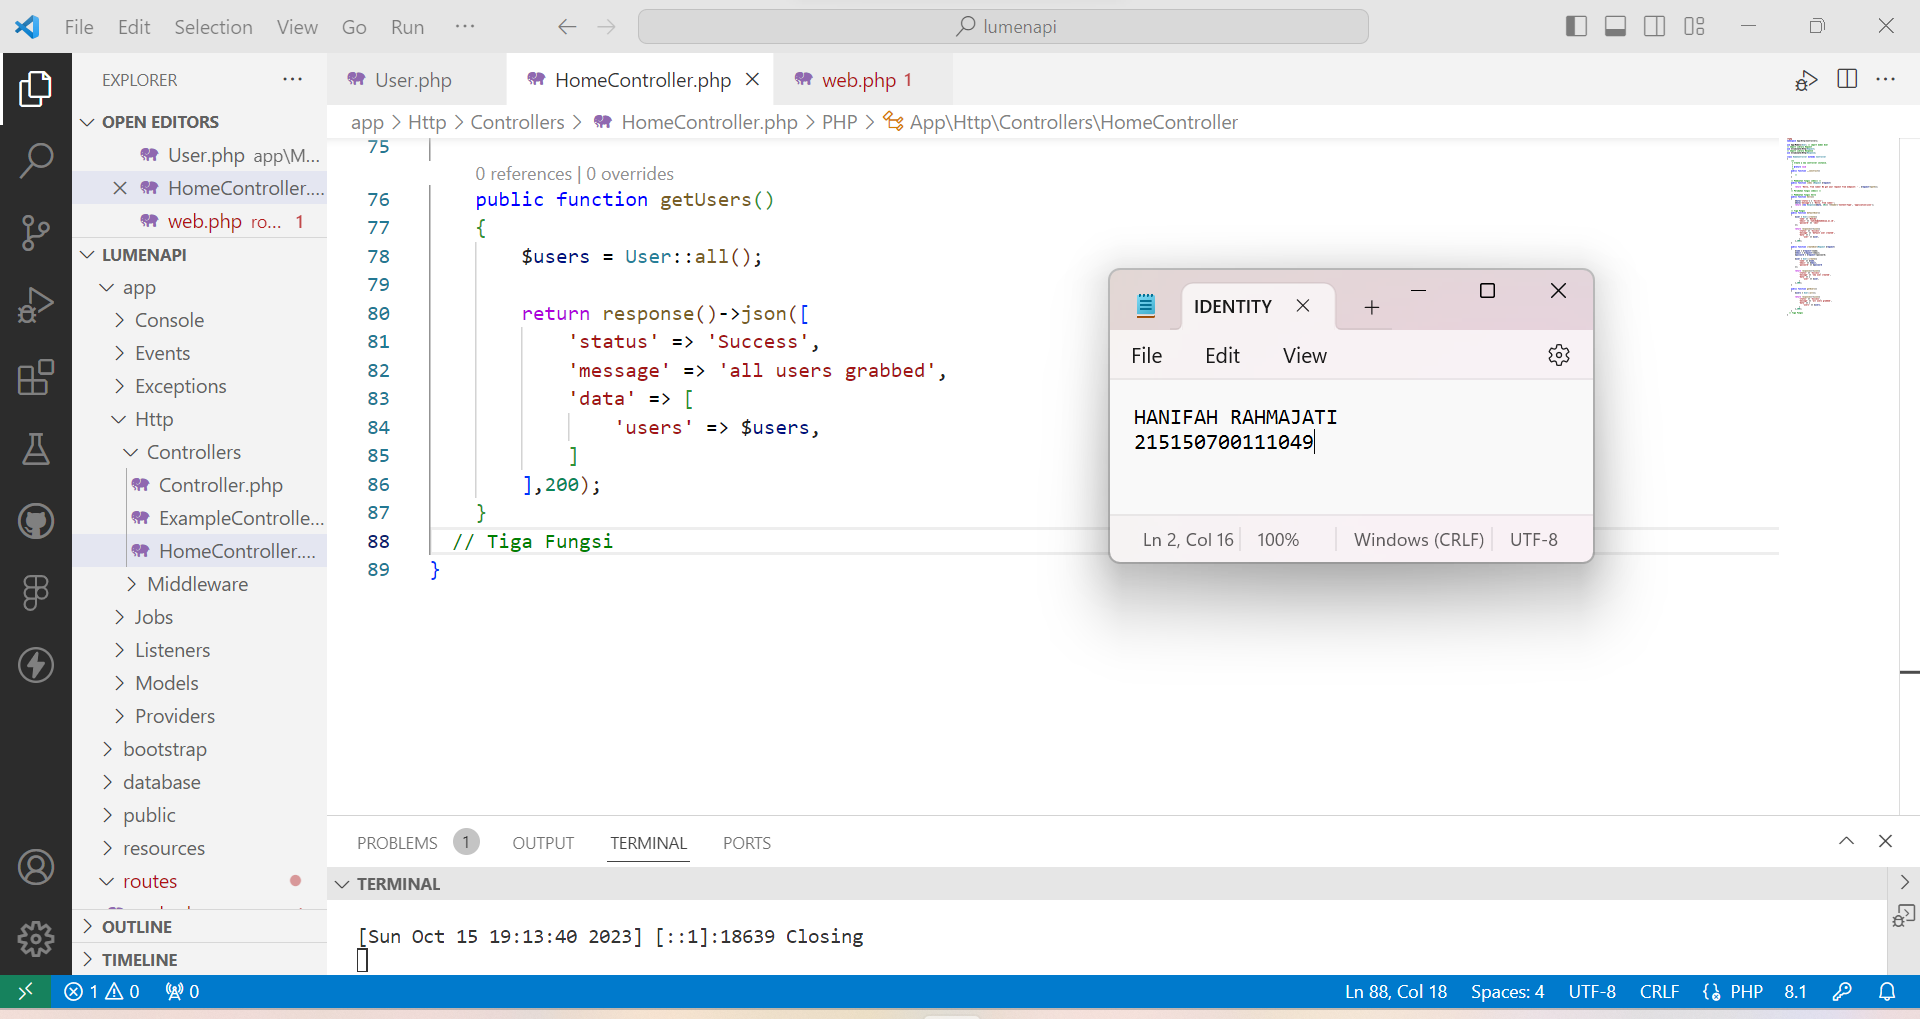 File Edit Selection View Go Run ···
lumenapi
EXPLORER ···
OPEN EDITORS
User.php app\M...
HomeController....
web.php ro... 1
LUMENAPI
app
Console
Events
Exceptions
Http
Controllers
Controller.php
ExampleControlle...
HomeController....
Middleware
Jobs
Listeners
Models
Providers
bootstrap
database
public
resources
routes
OUTLINE
TIMELINE
User.php
HomeController.php
web.php 1
app > Http > Controllers > HomeController.php > PHP > App\Http\Controllers\HomeController
75
0 references | 0 overrides
76 public function getUsers()
77 {
78 $users = User::all();
79
80 return response()->json([
81 'status' => 'Success',
82 'message' => 'all users grabbed',
83 'data' => [
84 'users' => $users,
85 ]
86 ],200);
87 }
88 // Tiga Fungsi
89 }
IDENTITY
File Edit View
HANIFAH RAHMAJATI
215150700111049
Ln 2, Col 16 100% Windows (CRLF) UTF-8
PROBLEMS 1 OUTPUT TERMINAL PORTS
TERMINAL
[Sun Oct 15 19:13:40 2023] [::1]:18639 Closing
1 0 0 Ln 88, Col 18 Spaces: 4 UTF-8 CRLF PHP 8.1